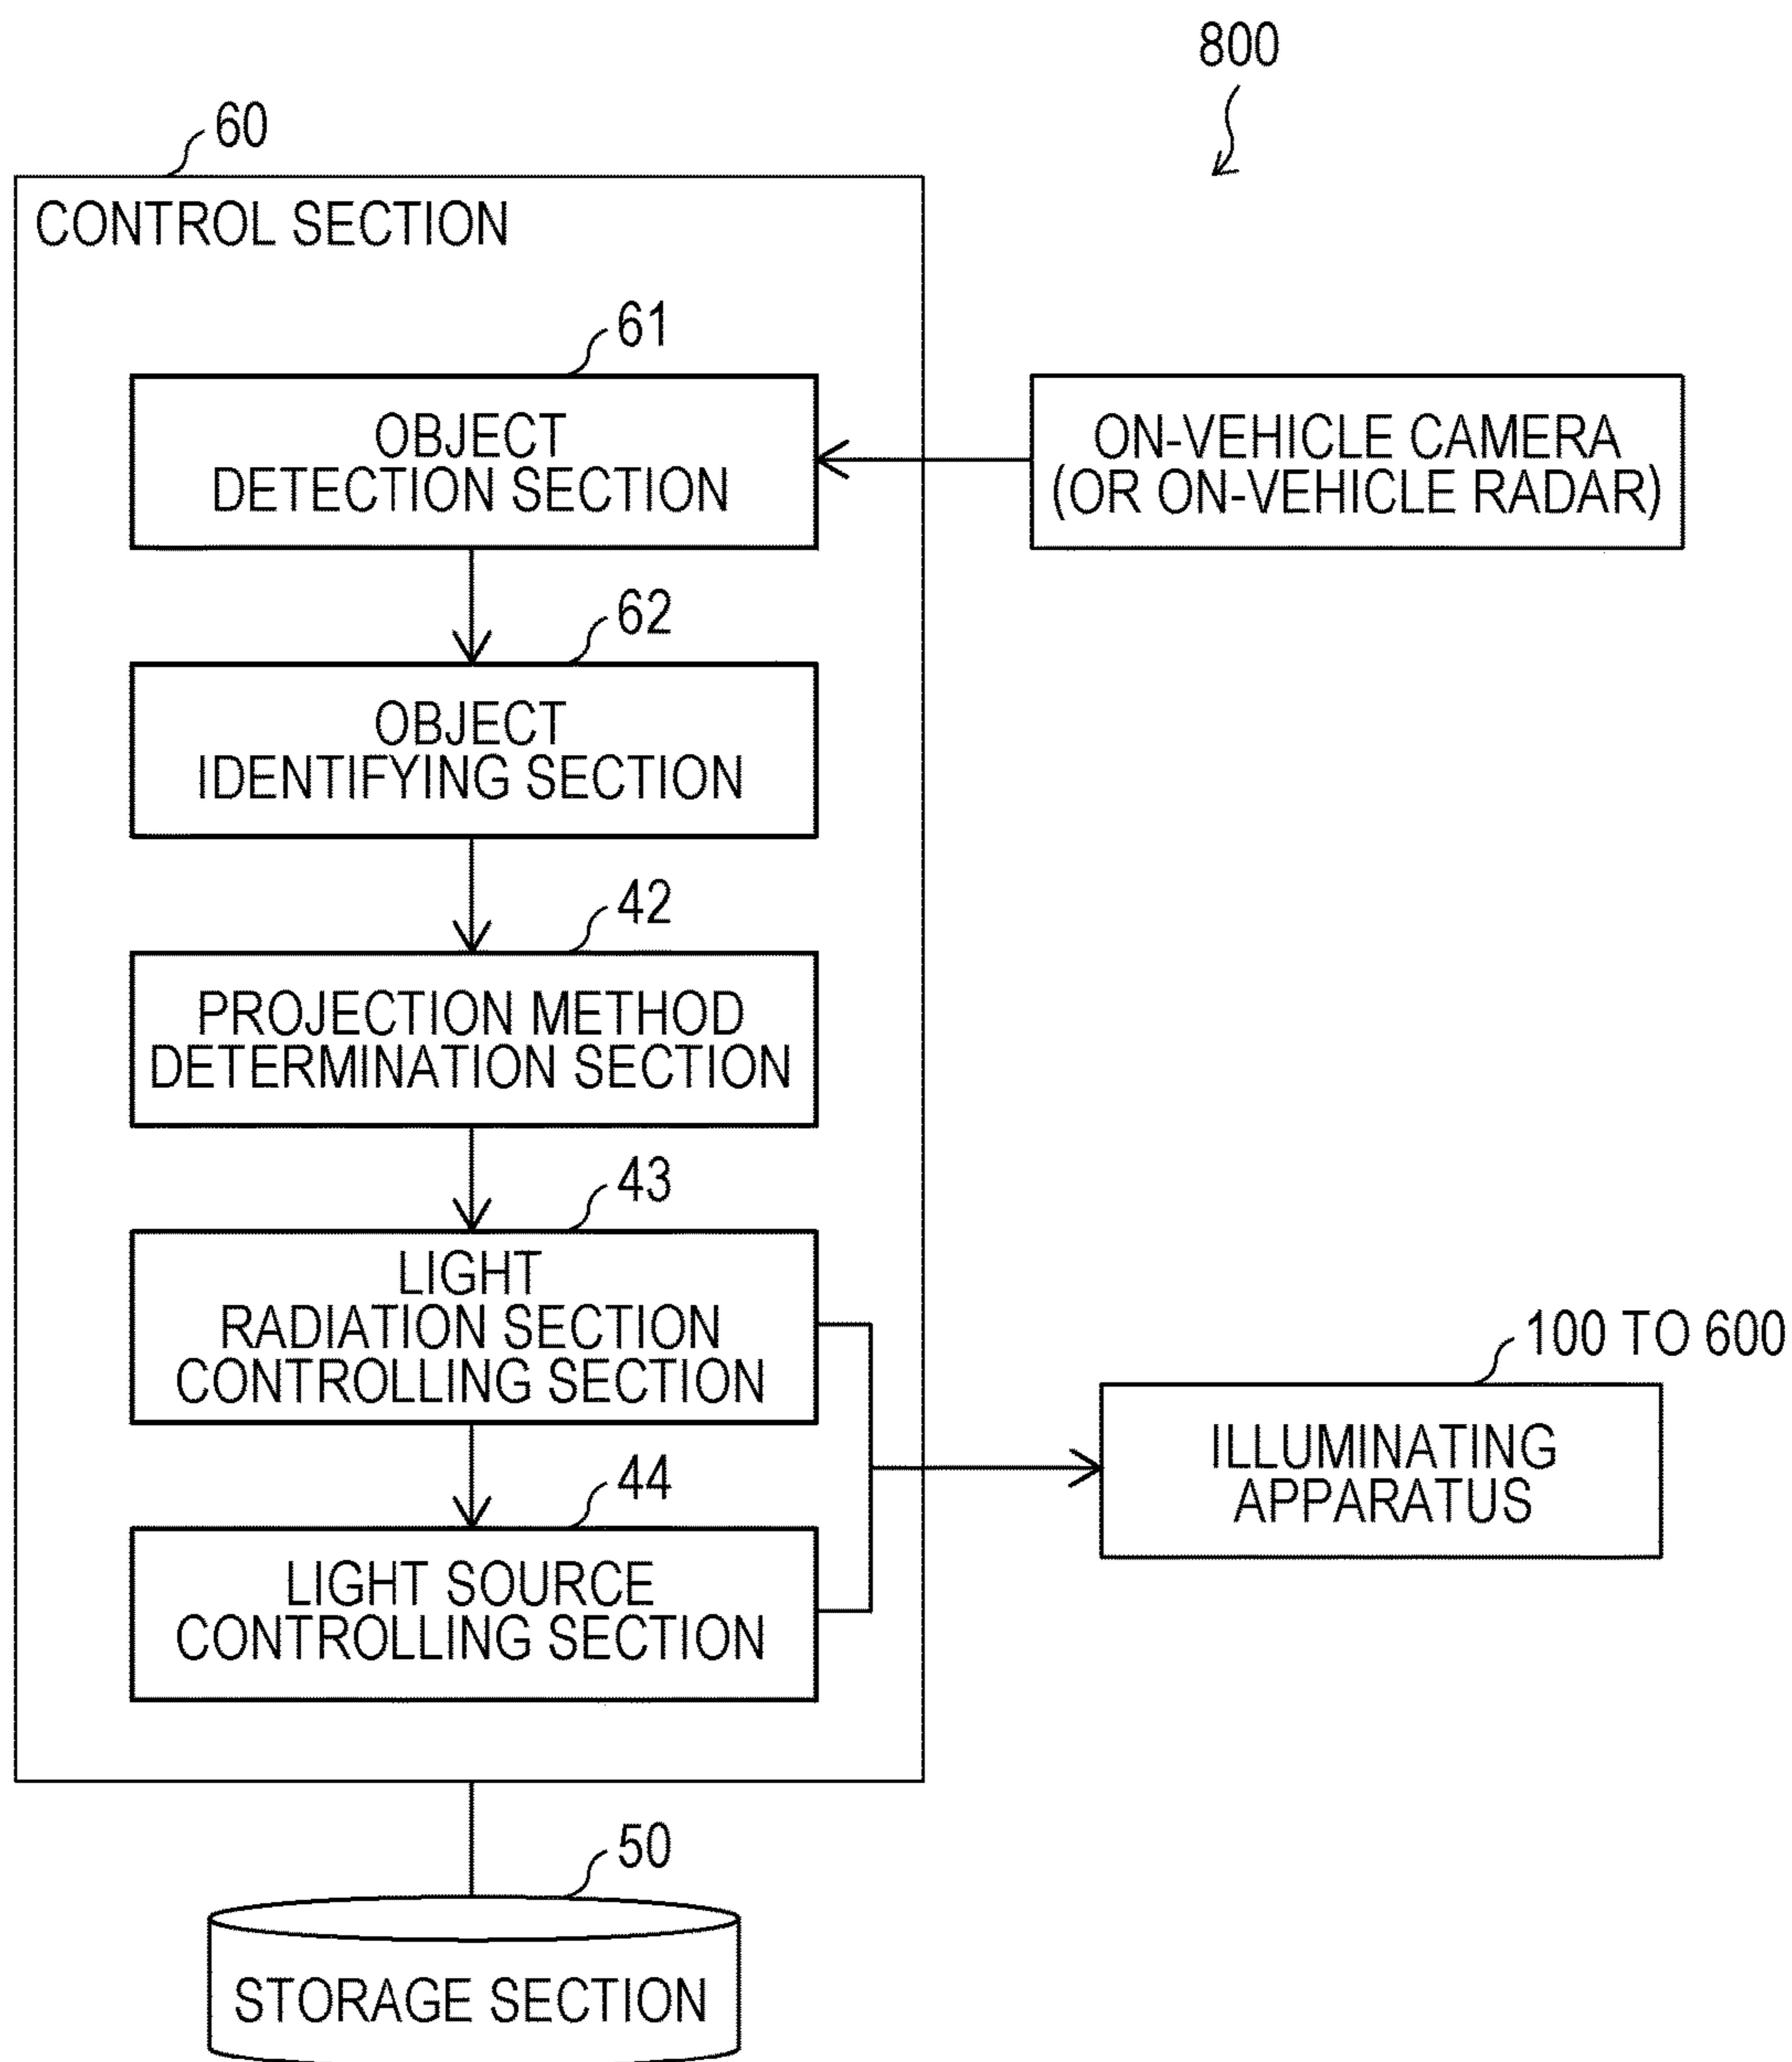 800
60
CONTROL SECTION
61
OBJECT
DETECTION SECTION
ON-VEHICLE CAMERA
(OR ON-VEHICLE RADAR)
62
OBJECT
IDENTIFYING SECTION
42
PROJECTION METHOD
DETERMINATION SECTION
43
LIGHT
RADIATION SECTION
CONTROLLING SECTION
100 TO 600
ILLUMINATING
APPARATUS
44
LIGHT SOURCE
CONTROLLING SECTION
50
STORAGE SECTION